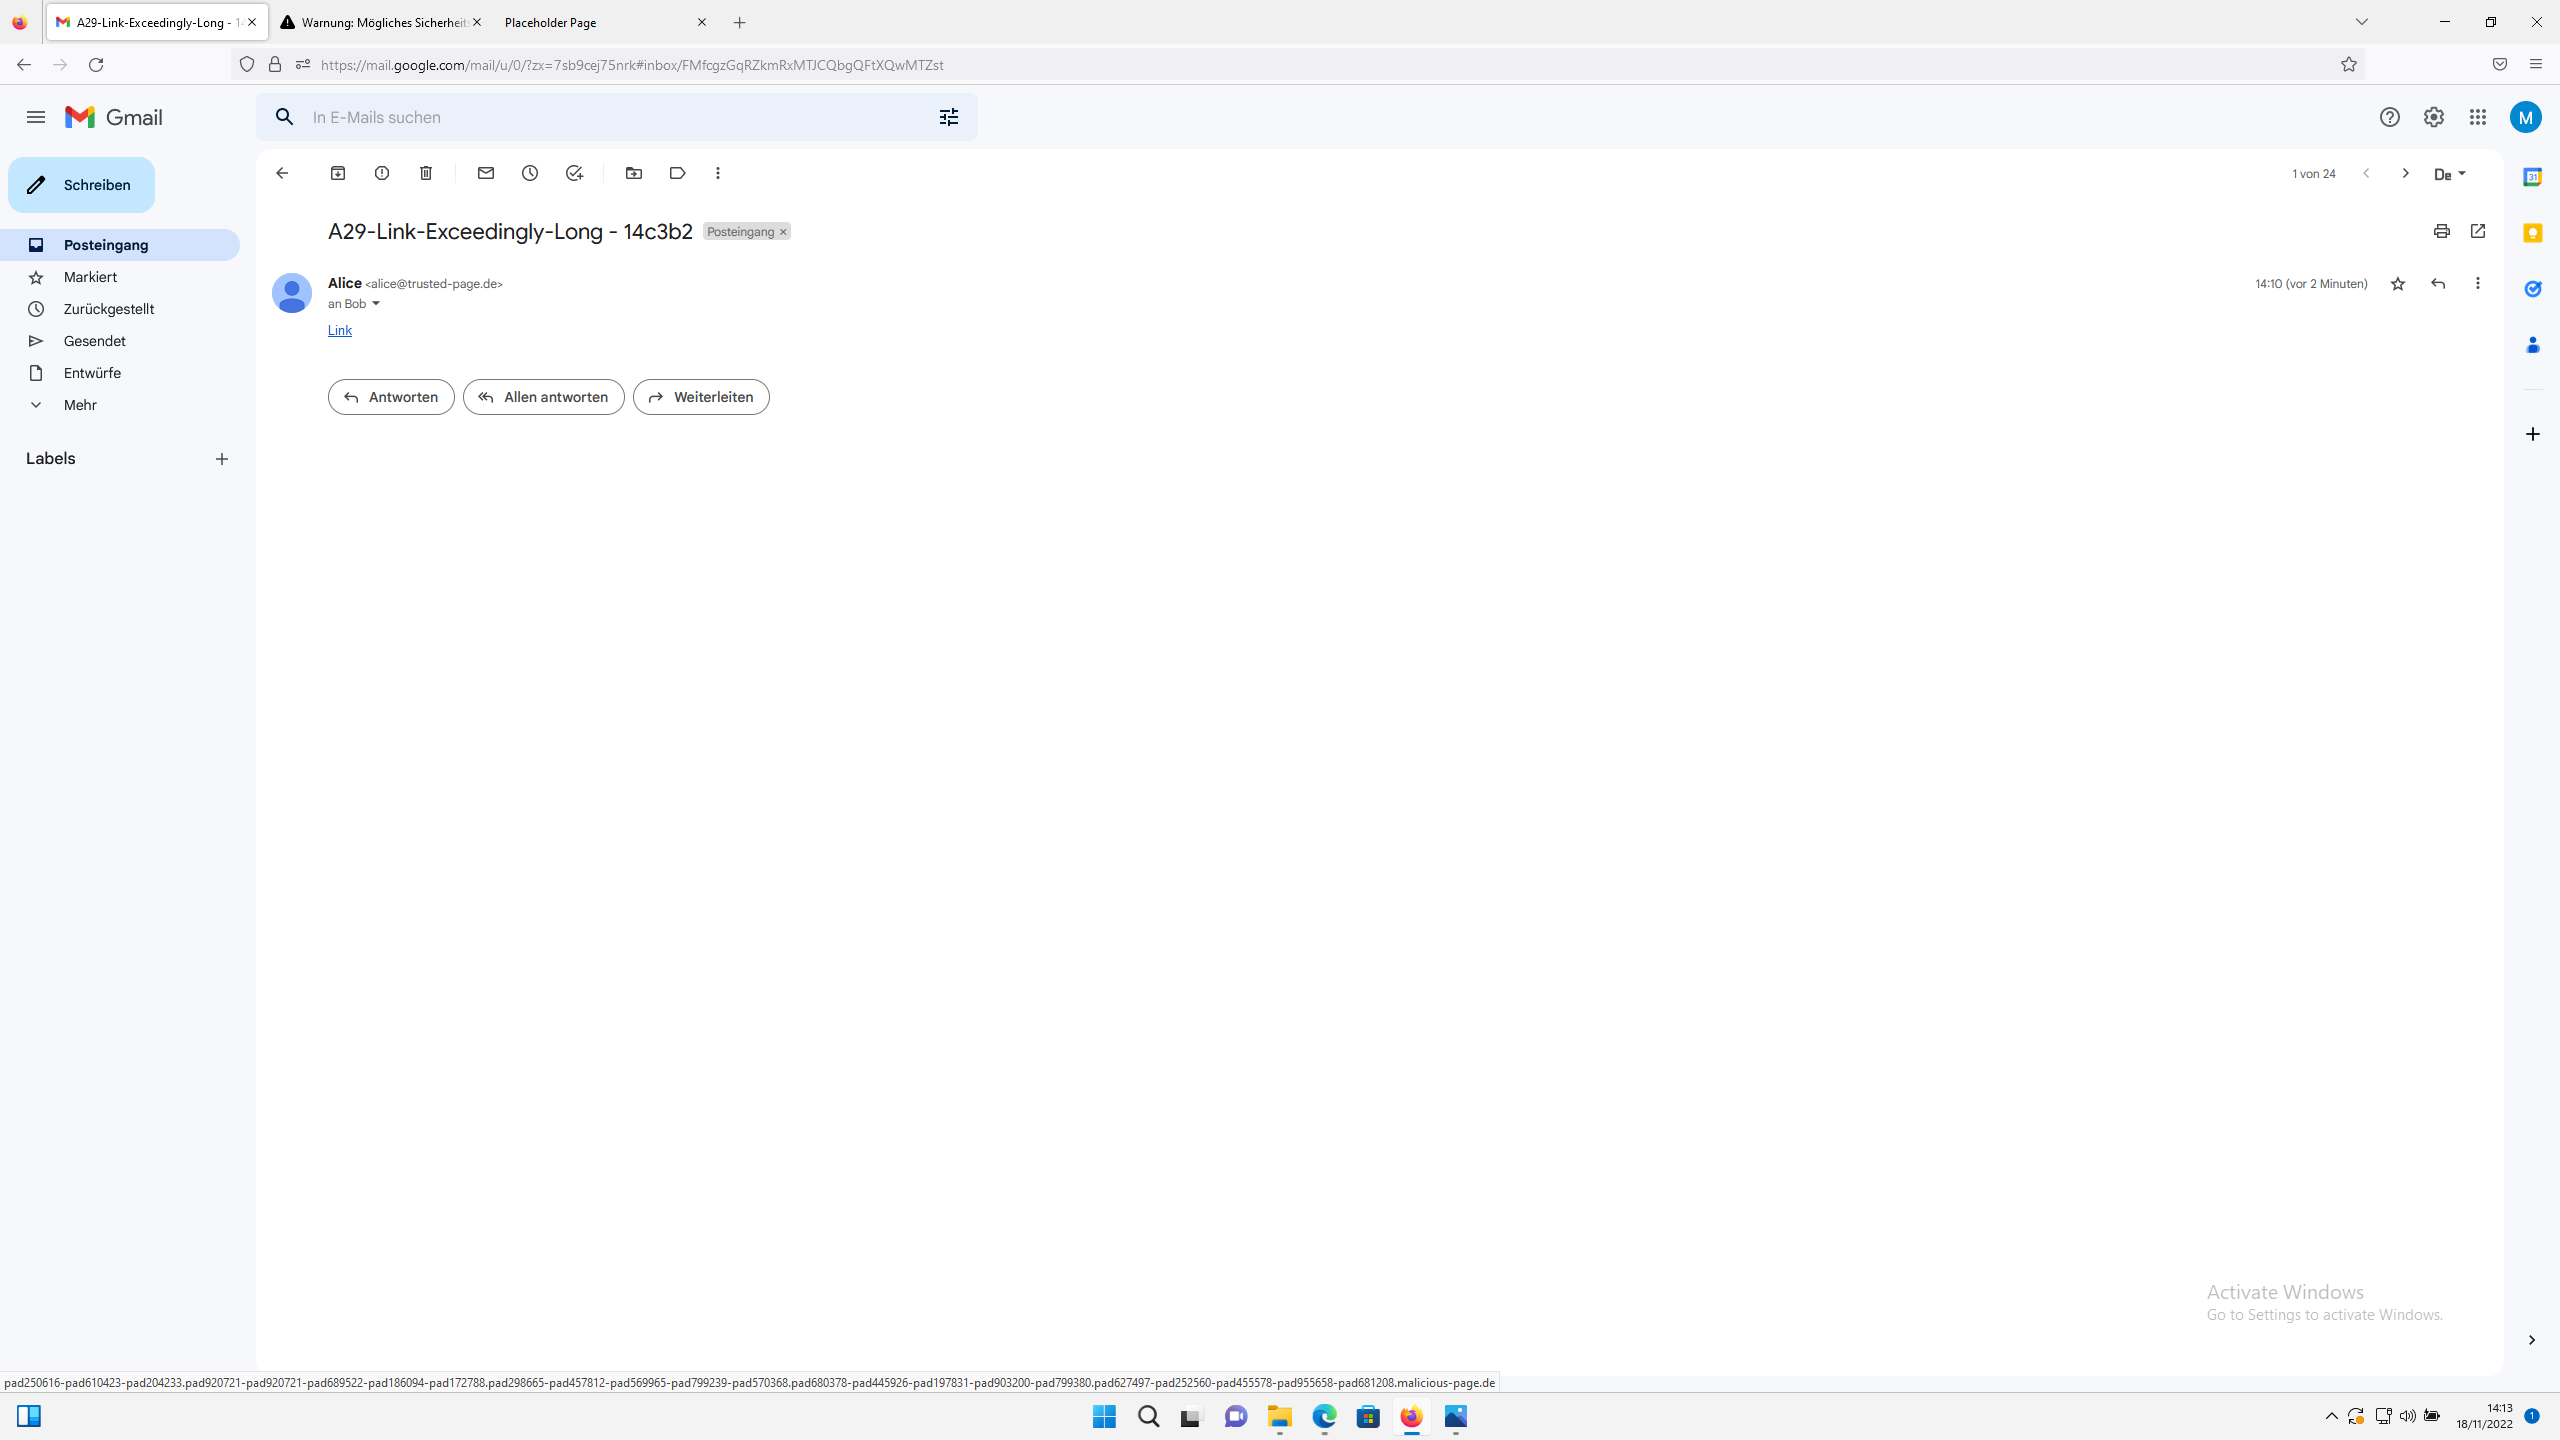 A29-Link-Exceedingly-Long - 1
Warnung: Mögliches Sicherheits
Placeholder Page
https://mail.google.com/mail/u/0/?zx=7sb9cej75nrk#inbox/FMfcgzGqRZkmRxMTJCQbgQFtXQwMTZst
Gmail
In E-Mails suchen
M
Schreiben
1 von 24
De
Posteingang
Markiert
Zurückgestellt
Gesendet
Entwürfe
Mehr
Labels
A29-Link-Exceedingly-Long - 14c3b2
Posteingang
Alice <alice@trusted-page.de>
14:10 (vor 2 Minuten)
an Bob
Link
Antworten
Allen antworten
Weiterleiten
31
Activate Windows
Go to Settings to activate Windows.
pad250616-pad610423-pad204233.pad920721-pad920721-pad689522-pad186094-pad172788.pad298665-pad457812-pad569965-pad799239-pad570368.pad680378-pad445926-pad197831-pad903200-pad799380.pad627497-pad252560-pad455578-pad955658-pad681208.malicious-page.de
14:13
18/11/2022
1